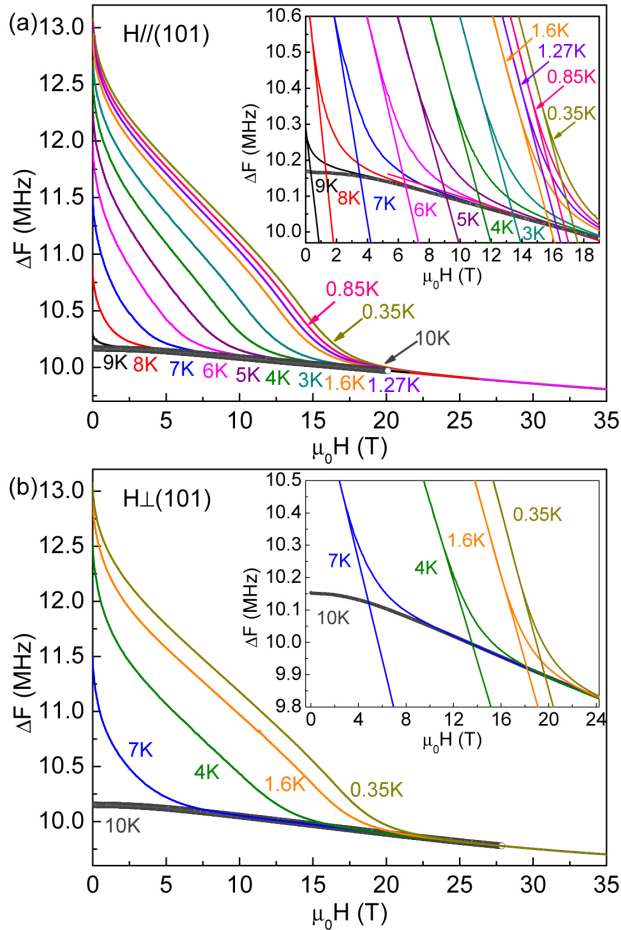 (a)
H//(101)
13.0
12.5
12.0
11.5
11.0
10.5
10.0
ΔF (MHz)
0 5 10 15 20 25 30 35
μ₀H (T)
0.85K
0.35K
10K
9K 8K 7K 6K 5K 4K 3K 1.6K 1.27K
10.6
10.5
10.4
10.3
10.2
10.1
10.0
ΔF (MHz)
0 2 4 6 8 10 12 14 16 18
μ₀H (T)
1.6K
1.27K
0.85K
0.35K
9K 8K 7K 6K 5K 4K 3K
(b)
H⊥(101)
13.0
12.5
12.0
11.5
11.0
10.5
10.0
ΔF (MHz)
0 5 10 15 20 25 30 35
μ₀H (T)
7K
4K
1.6K
0.35K
10K
10.5
10.4
10.3
10.2
10.1
10.0
9.9
9.8
ΔF (MHz)
0 4 8 12 16 20 24
μ₀H (T)
7K
4K
1.6K
0.35K
10K